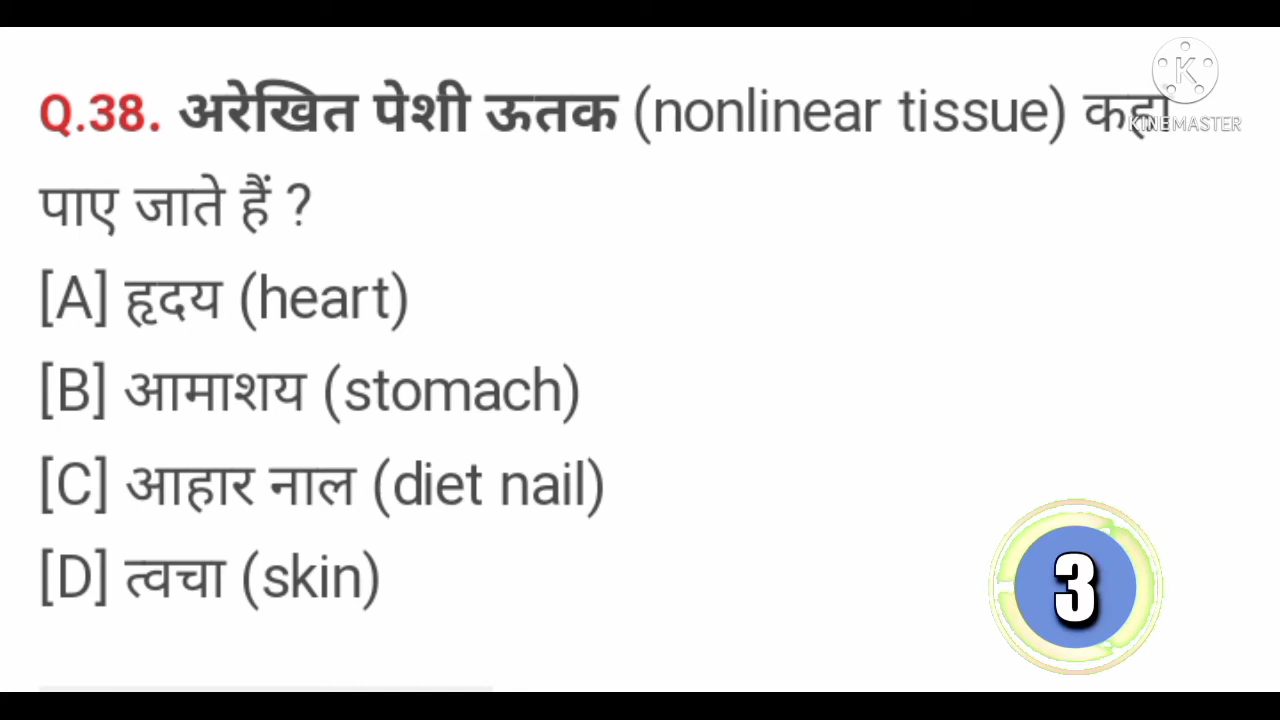 Q.38. अरेखित पेशी ऊतक (nonlinear tissue) कहा
KINEMASTER
पाए जाते हैं ?
[A] हृदय (heart)
[B] आमाशय (stomach)
[C] आहार नाल (diet nail)
[D] त्वचा (skin)
3